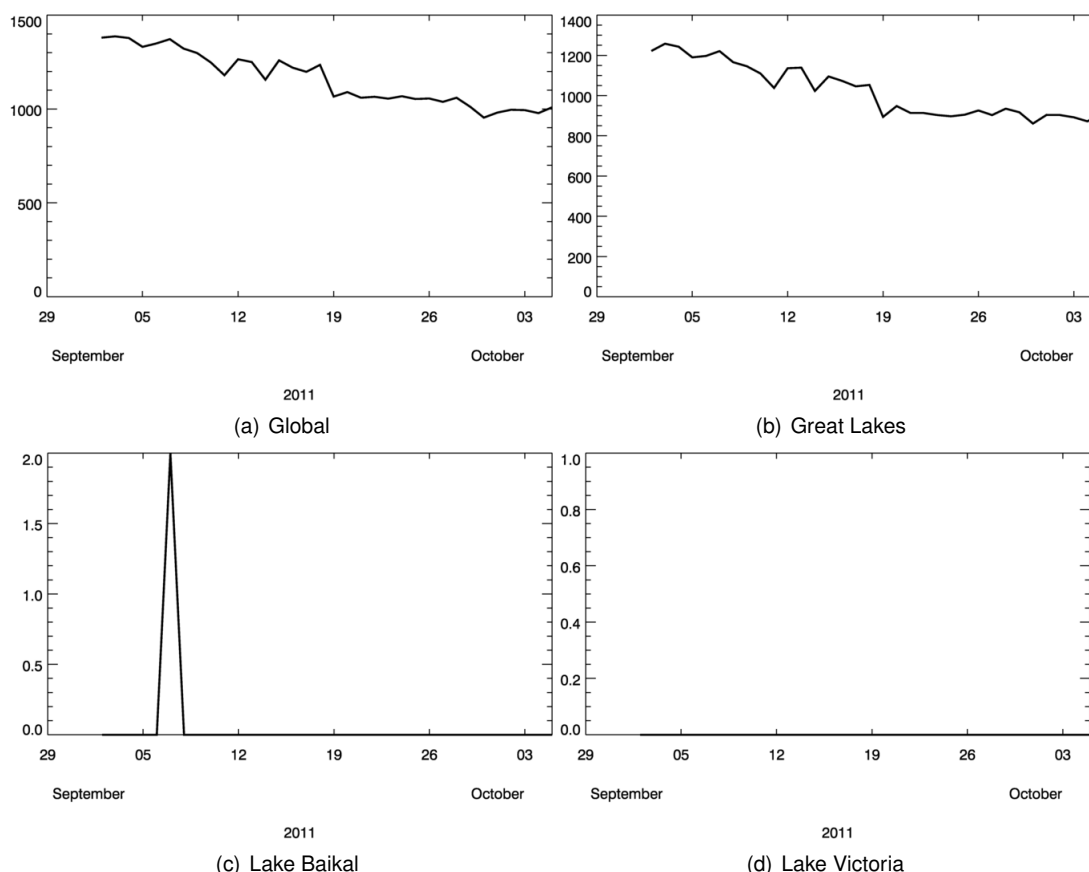 1500
1000
500
0
29 05 12 19 26 03
September October
2011
(a) Global
1400
1200
1000
800
600
400
200
0
29 05 12 19 26 03
September October
2011
(b) Great Lakes
2.0
1.5
1.0
0.5
0.0
29 05 12 19 26 03
September October
2011
(c) Lake Baikal
1.0
0.8
0.6
0.4
0.2
0.0
29 05 12 19 26 03
September October
2011
(d) Lake Victoria